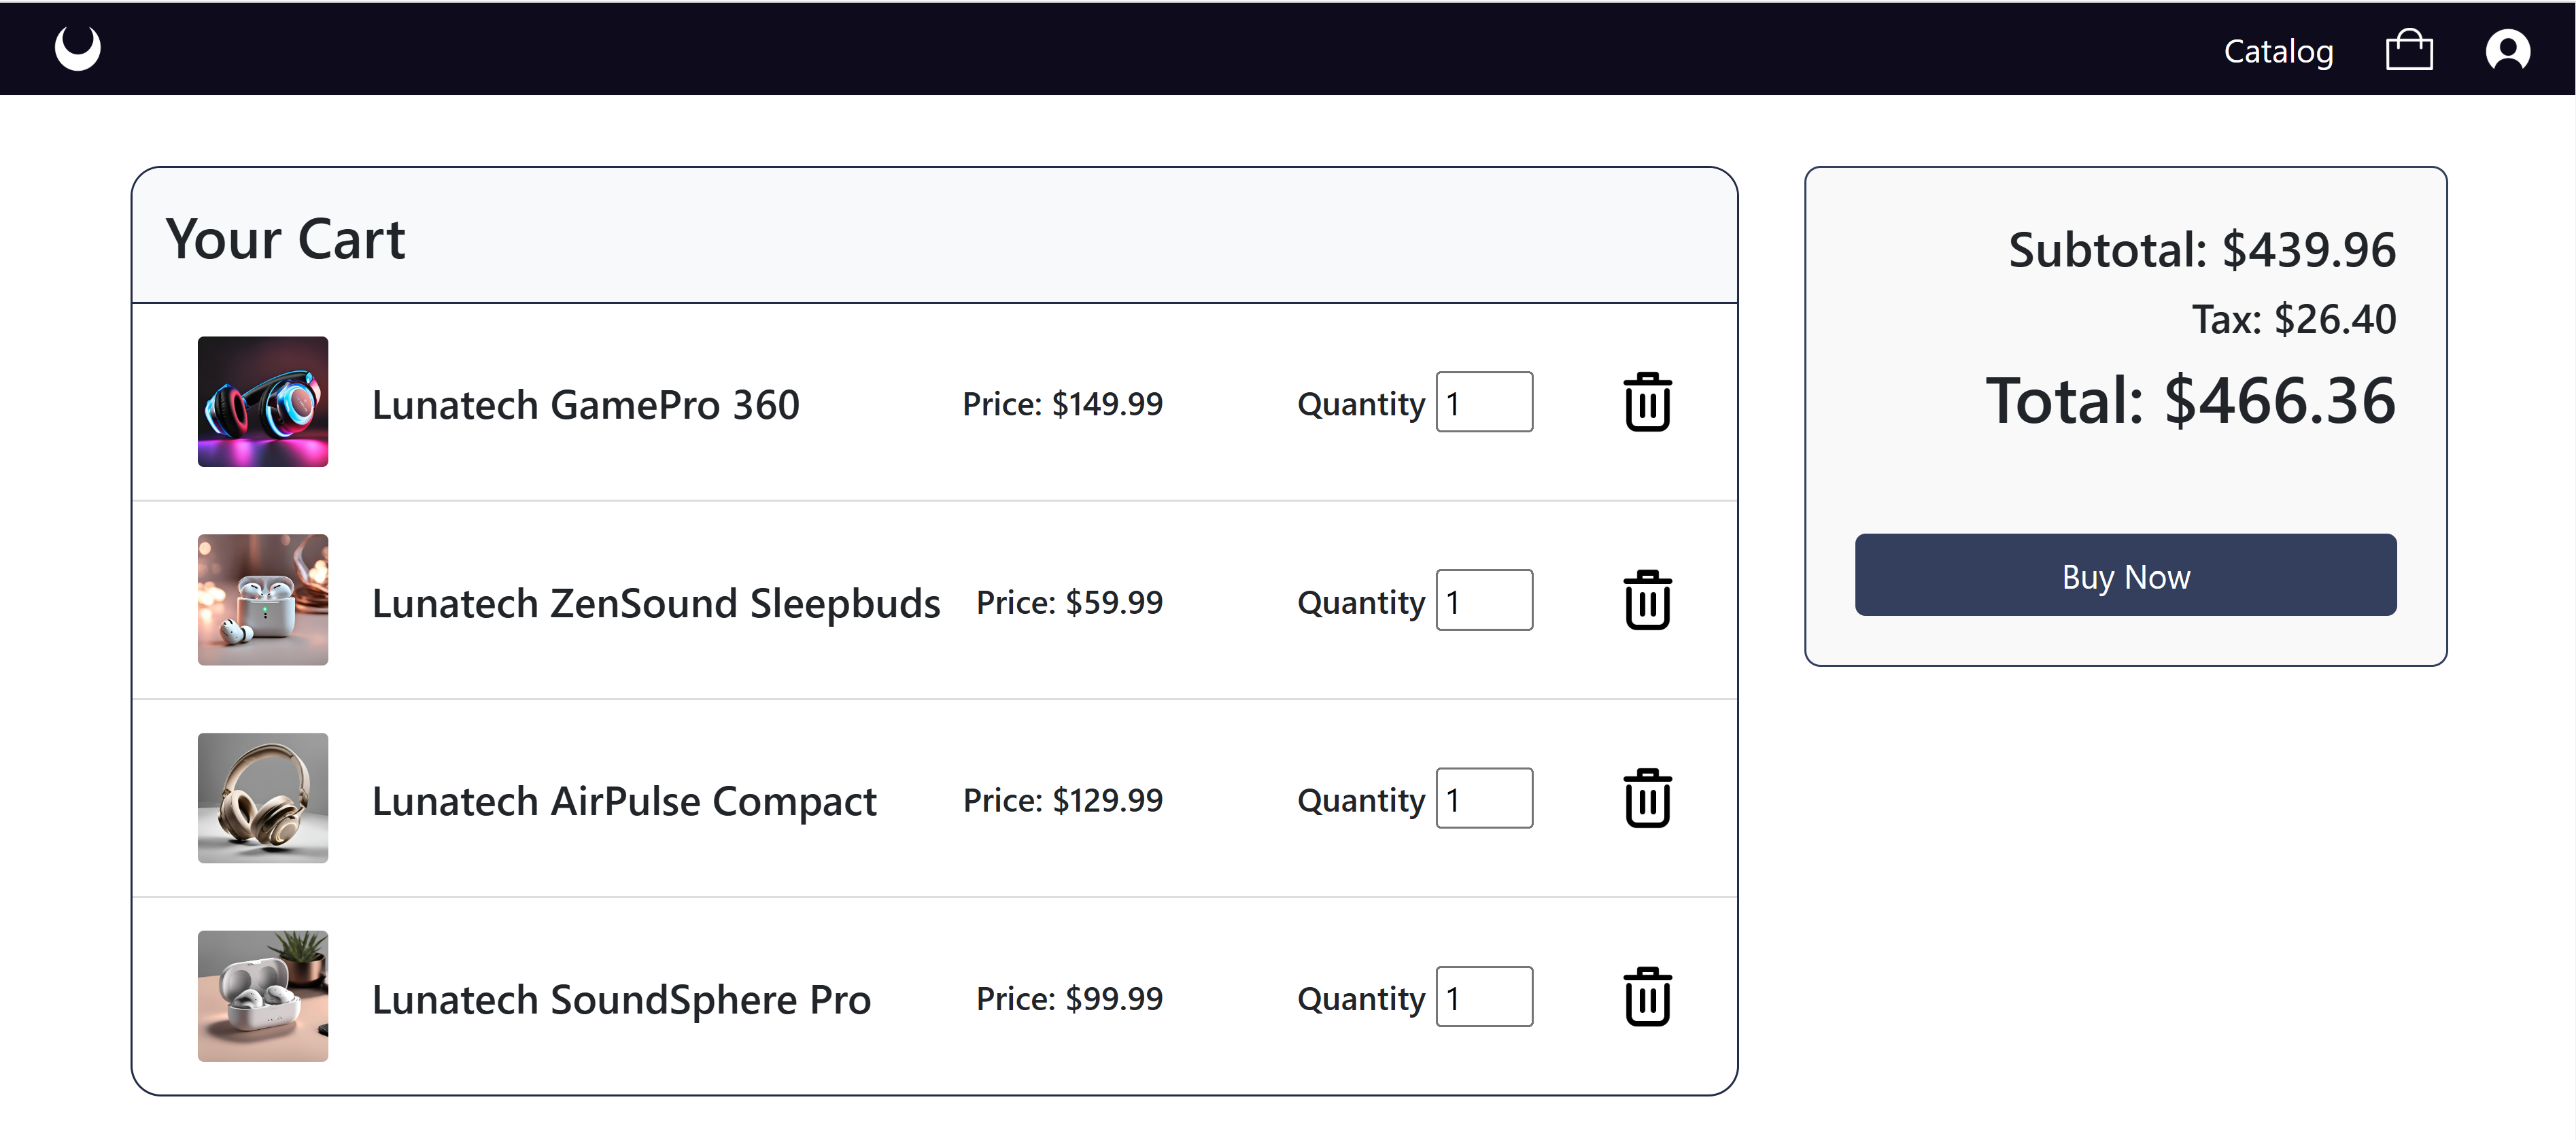 Catalog
Your Cart
Lunatech GamePro 360 Price: $149.99 Quantity 1
Lunatech ZenSound Sleepbuds Price: $59.99 Quantity 1
Lunatech AirPulse Compact Price: $129.99 Quantity 1
Lunatech SoundSphere Pro Price: $99.99 Quantity 1
Subtotal: $439.96
Tax: $26.40
Total: $466.36
Buy Now